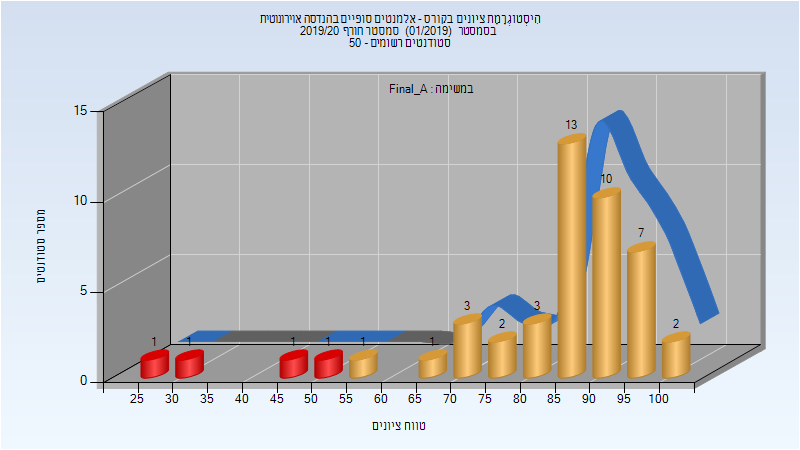 היסטוגרמת ציונים בקורס - אלמנטים סופיים בהנדסה אוירונוטית
בסמסטר (01/2019) סמסטר חורף 2019/20
סטודנטים רשומים - 50
במשימה : Final_A
מספר סטודנטים
15
10
5
0
1
1
1
1
1
1
3
2
3
13
10
7
2
25 30 35 40 45 50 55 60 65 70 75 80 85 90 95 100
טווח ציונים